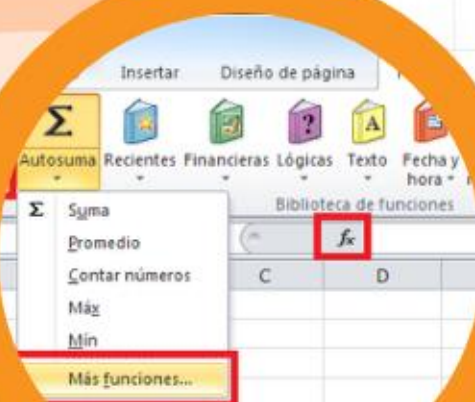 Insertar Diseño de página
Σ
Autosuma Recientes Financieras Lógicas Texto Fecha y
hora
Biblioteca de funciones
Σ Suma
Promedio
Contar números
Máx
Mín
Más funciones...
fx
C D